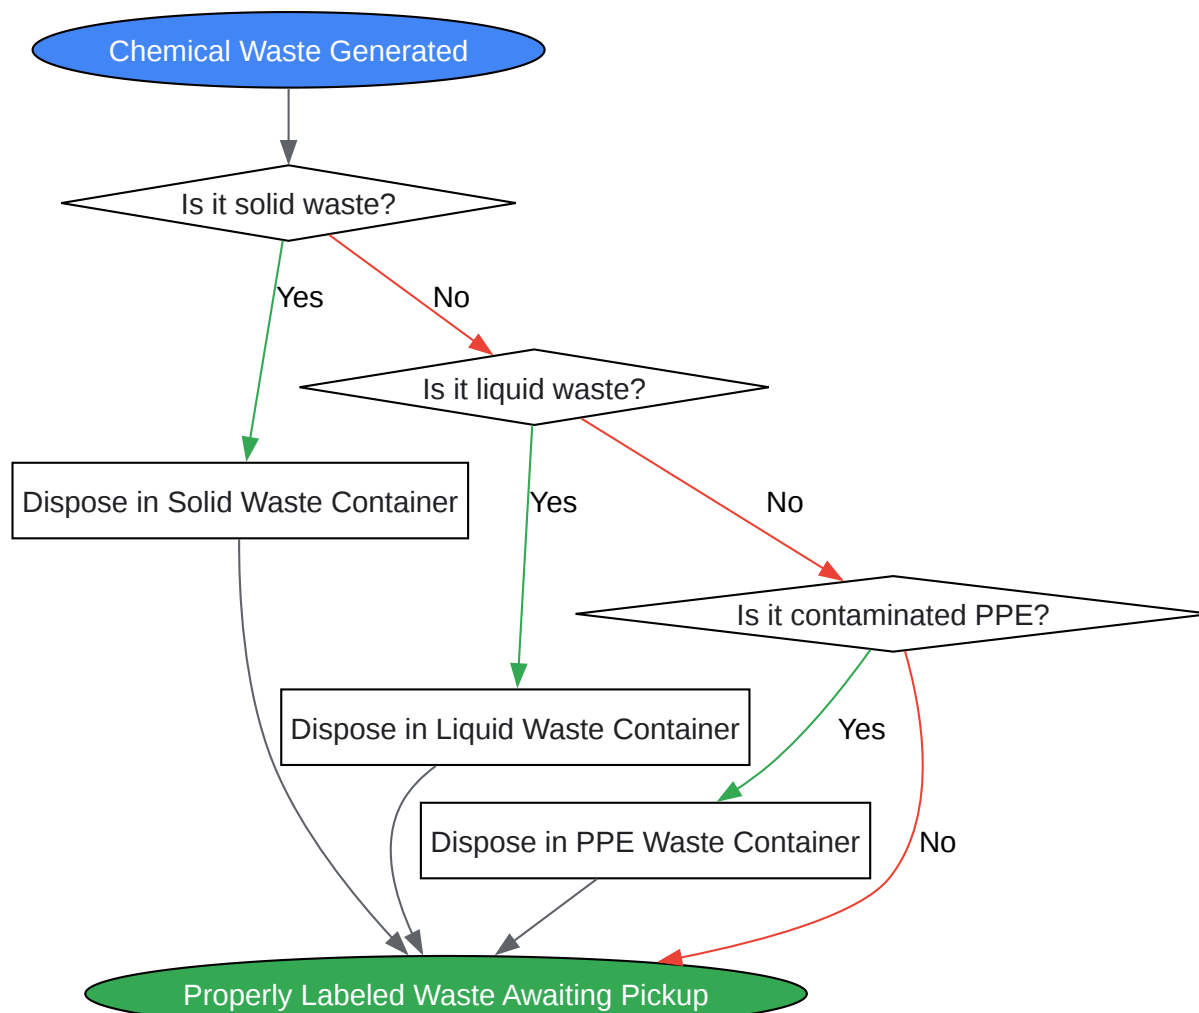 Chemical Waste Generated
Is it solid waste?
Yes
No
Is it liquid waste?
Dispose in Solid Waste Container
Yes
No
Is it contaminated PPE?
Dispose in Liquid Waste Container
Yes
Dispose in PPE Waste Container
No
Properly Labeled Waste Awaiting Pickup